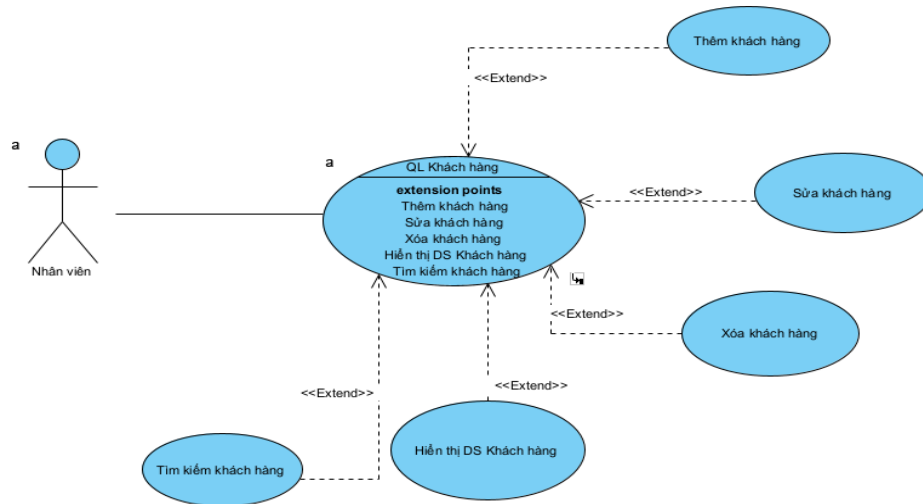 Thêm khách hàng
<<Extend>>
a
a
QL Khách hàng
extension points
Thêm khách hàng
Sửa khách hàng
Xóa khách hàng
Hiển thị DS Khách hàng
Tìm kiếm khách hàng
<<Extend>>
Sửa khách hàng
Nhân viên
<<Extend>>
Xóa khách hàng
<<Extend>>
<<Extend>>
Hiển thị DS Khách hàng
Tìm kiếm khách hàng